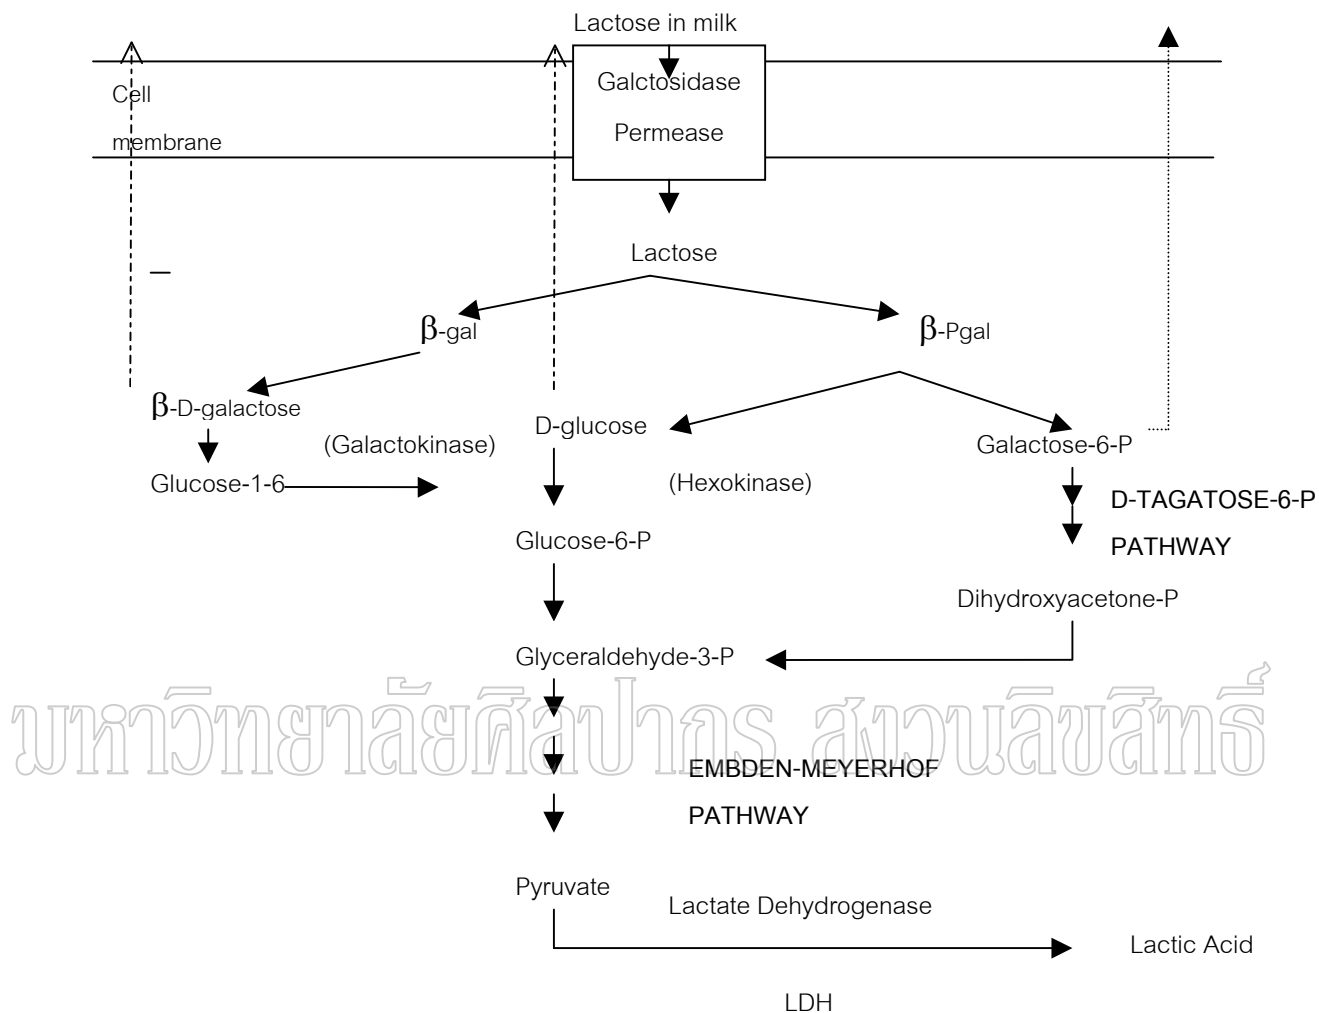 Lactose in milk
Cell
membrane
Galctosidase
Permease
Lactose
β-gal
β-Pgal
β-D-galactose
(Galactokinase)
D-glucose
Galactose-6-P
Glucose-1-6
(Hexokinase)
D-TAGATOSE-6-P
PATHWAY
Glucose-6-P
Dihydroxyacetone-P
Glyceraldehyde-3-P
มหาวิทยาลัยศิลปากร สงวนลิขสิทธิ์
EMBDEN-MEYERHOF
PATHWAY
Pyruvate
Lactate Dehydrogenase
Lactic Acid
LDH